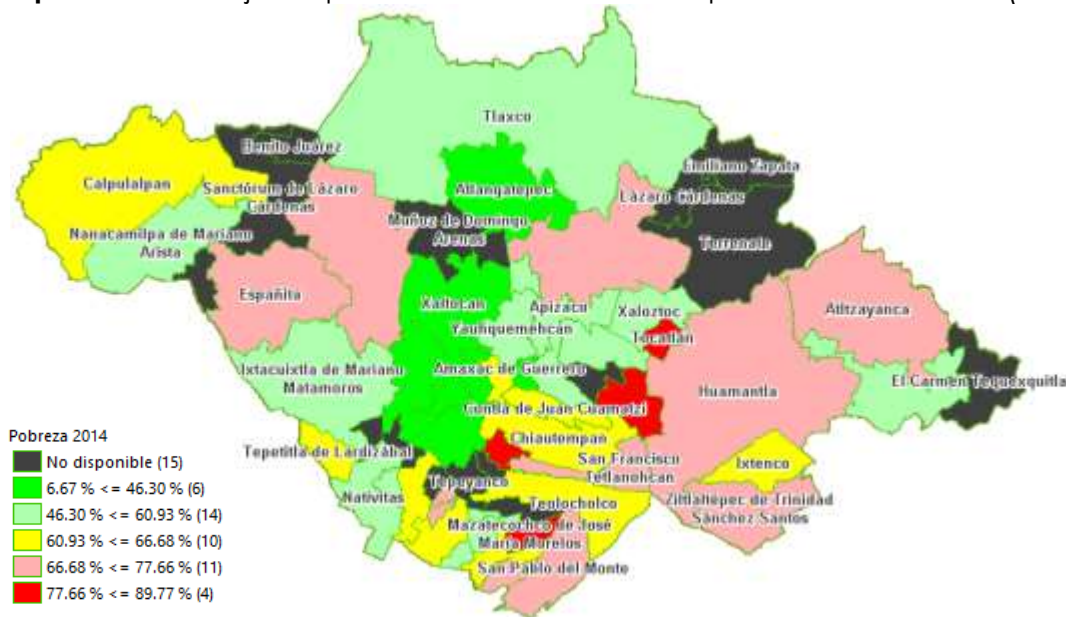 Tlaxco
Benito Juárez
Emiliano Zapata
Calpulalpan
Sanctórum de Lázaro
Cárdenas
Atlangatepec
Lázaro Cárdenas
Muñoz de Domingo
Arenas
Nanacamilpa de Mariano
Arista
Terrenate
Españita
Xaltocan
Apizaco
Xaloztoc
Atltzayanca
Yauhquemehcan
Tocatlán
Ixtacuixtla de Mariano
Matamoros
Amaxac de Guerrero
El Carmen Tequexquitla
Huamantla
Contla de Juan Cuamatzi
Chiautempan
Tepetitla de Lardizábal
San Francisco
Tetlanohcan
Ixtenco
Tepeyanco
Nativitas
Teolocholco
Ziltlaltépec de Trinidad
Sánchez Santos
Mazatecochco de José
María Morelos
San Pablo del Monte
Pobreza 2014
No disponible (15)
6.67 % <= 46.30 % (6)
46.30 % <= 60.93 % (14)
60.93 % <= 66.68 % (10)
66.68 % <= 77.66 % (11)
77.66 % <= 89.77 % (4)